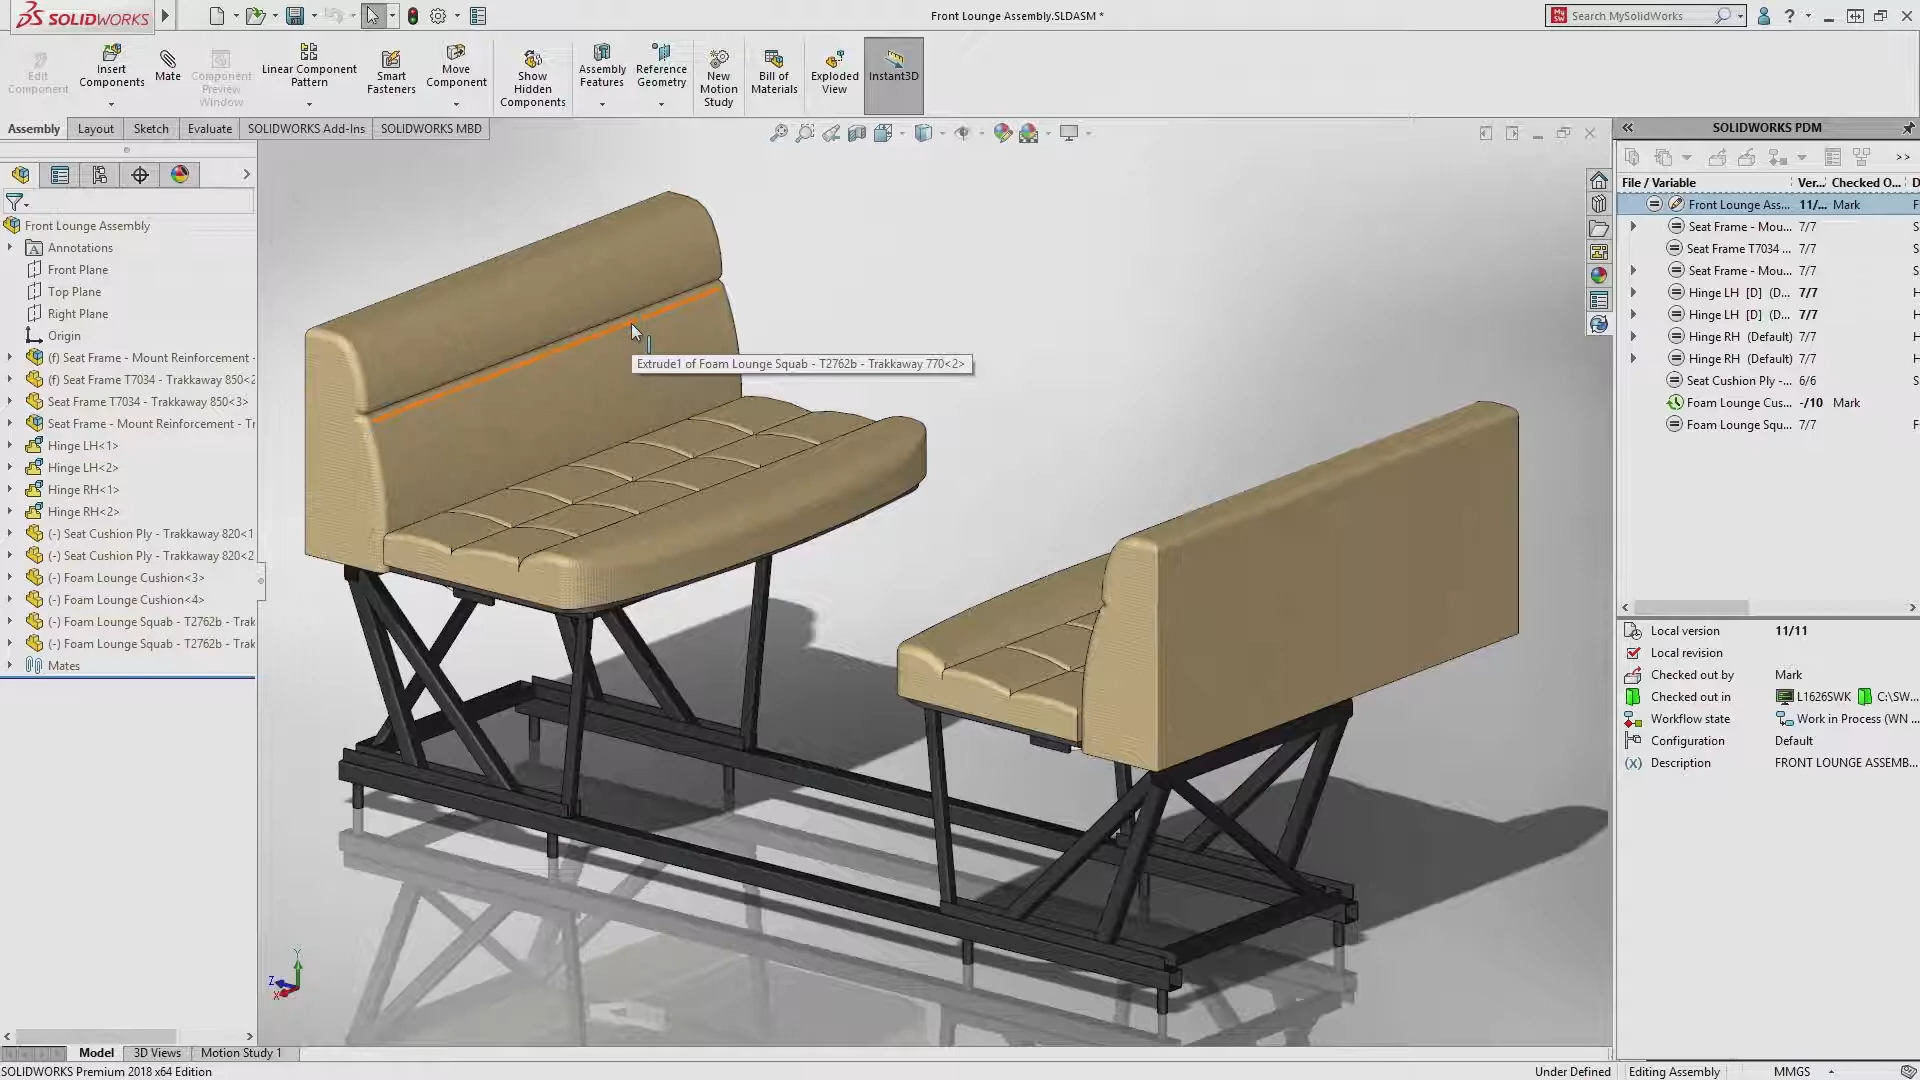 SOLIDWORKS
Front Lounge Assembly.SLDASM *
Search MySolidWorks
Edit Component
Insert Components
Mate
Component Preview Window
Linear Component Pattern
Smart Fasteners
Move Component
Show Hidden Components
Assembly Features
Reference Geometry
New Motion Study
Bill of Materials
Exploded View
Instant3D
Assembly
Layout
Sketch
Evaluate
SOLIDWORKS Add-Ins
SOLIDWORKS MBD
Front Lounge Assembly
Annotations
Front Plane
Top Plane
Right Plane
Origin
(f) Seat Frame - Mount Reinforcement -
(f) Seat Frame T7034 - Trakkaway 850<2
Seat Frame T7034 - Trakkaway 850<3>
Seat Frame - Mount Reinforcement - Tr
Hinge LH<1>
Hinge LH<2>
Hinge RH<1>
Hinge RH<2>
(-) Seat Cushion Ply - Trakkaway 820<1
(-) Seat Cushion Ply - Trakkaway 820<2
(-) Foam Lounge Cushion<3>
(-) Foam Lounge Cushion<4>
(-) Foam Lounge Squab - T2762b - Trak
(-) Foam Lounge Squab - T2762b - Trak
Mates
Extrude1 of Foam Lounge Squab - T2762b - Trakkaway 770<2>
Y
Z
X
SOLIDWORKS PDM
>>
File / Variable Ver... Checked O... D
Front Lounge Ass... 11/... Mark F
Seat Frame - Mou... 7/7 S
Seat Frame T7034 ... 7/7 S
Seat Frame - Mou... 7/7 S
Hinge LH [D] (D... 7/7 H
Hinge LH [D] (D... 7/7 H
Hinge RH (Default) 7/7 H
Hinge RH (Default) 7/7 H
Seat Cushion Ply -... 6/6 S
Foam Lounge Cus... -/10 Mark
Foam Lounge Squ... 7/7 F
Local version 11/11
Local revision
Checked out by Mark
Checked out in L1626SWK C:\SW...
Workflow state Work in Process (WN ...
Configuration Default
Description FRONT LOUNGE ASSEMB...
Model
3D Views
Motion Study 1
SOLIDWORKS Premium 2018 x64 Edition
Under Defined
Editing Assembly
MMGS